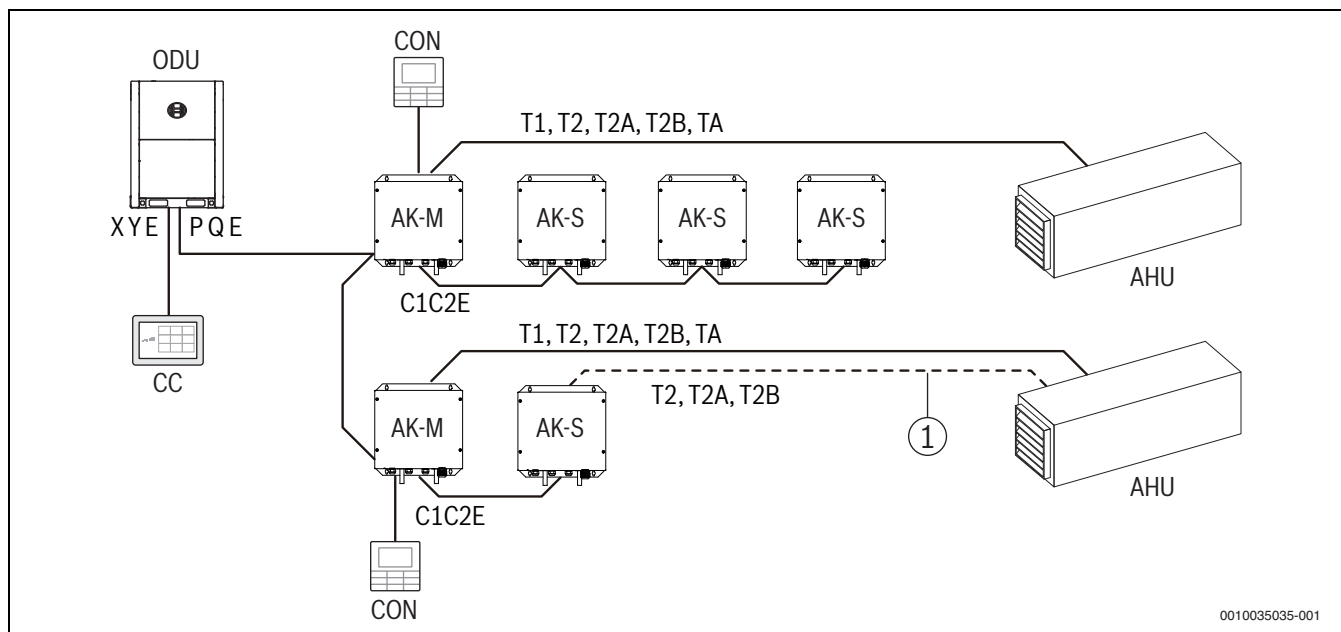 ODU
CON
T1, T2, T2A, T2B, TA
AK-M
AK-S
AK-S
AK-S
XYE
PQE
AHU
C1C2E
CC
T1, T2, T2A, T2B, TA
T2, T2A, T2B
1
AK-M
AK-S
AHU
C1C2E
CON
0010035035-001